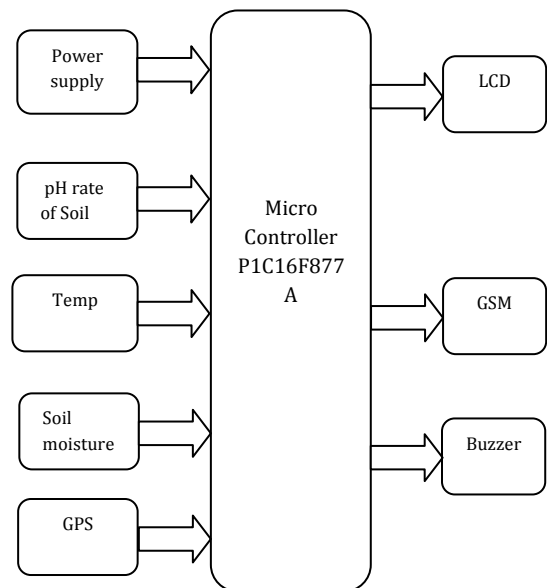 Power
supply
pH rate
of Soil
Temp
Soil
moisture
GPS
Micro
Controller
P1C16F877
A
LCD
GSM
Buzzer